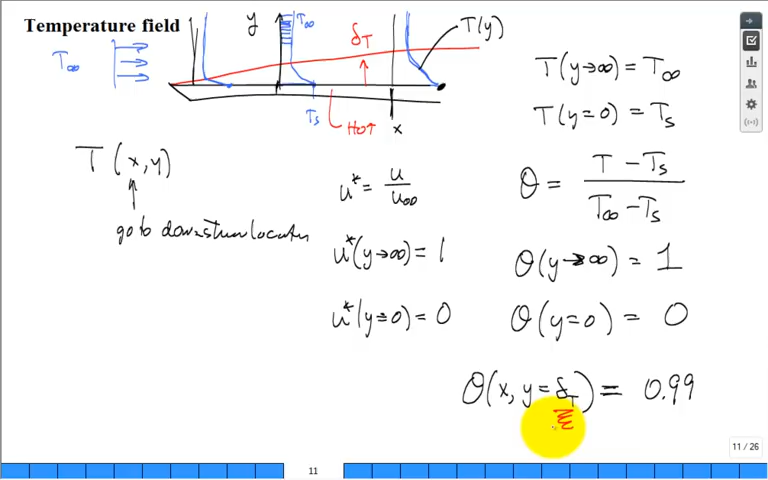 Temperature field
y
T∞
δT
T(y)
T∞
Ts
HOT
x
T(y→∞) = T∞
T(y=0) = Ts
T(x,y)
go to downstream location
u* = u/u∞
θ = (T − Ts)/(T∞ − Ts)
u*(y→∞) = 1
θ(y→∞) = 1
u*(y=0) = 0
θ(y=0) = 0
θ(x, y=δT) = 0.99
11 / 26
11